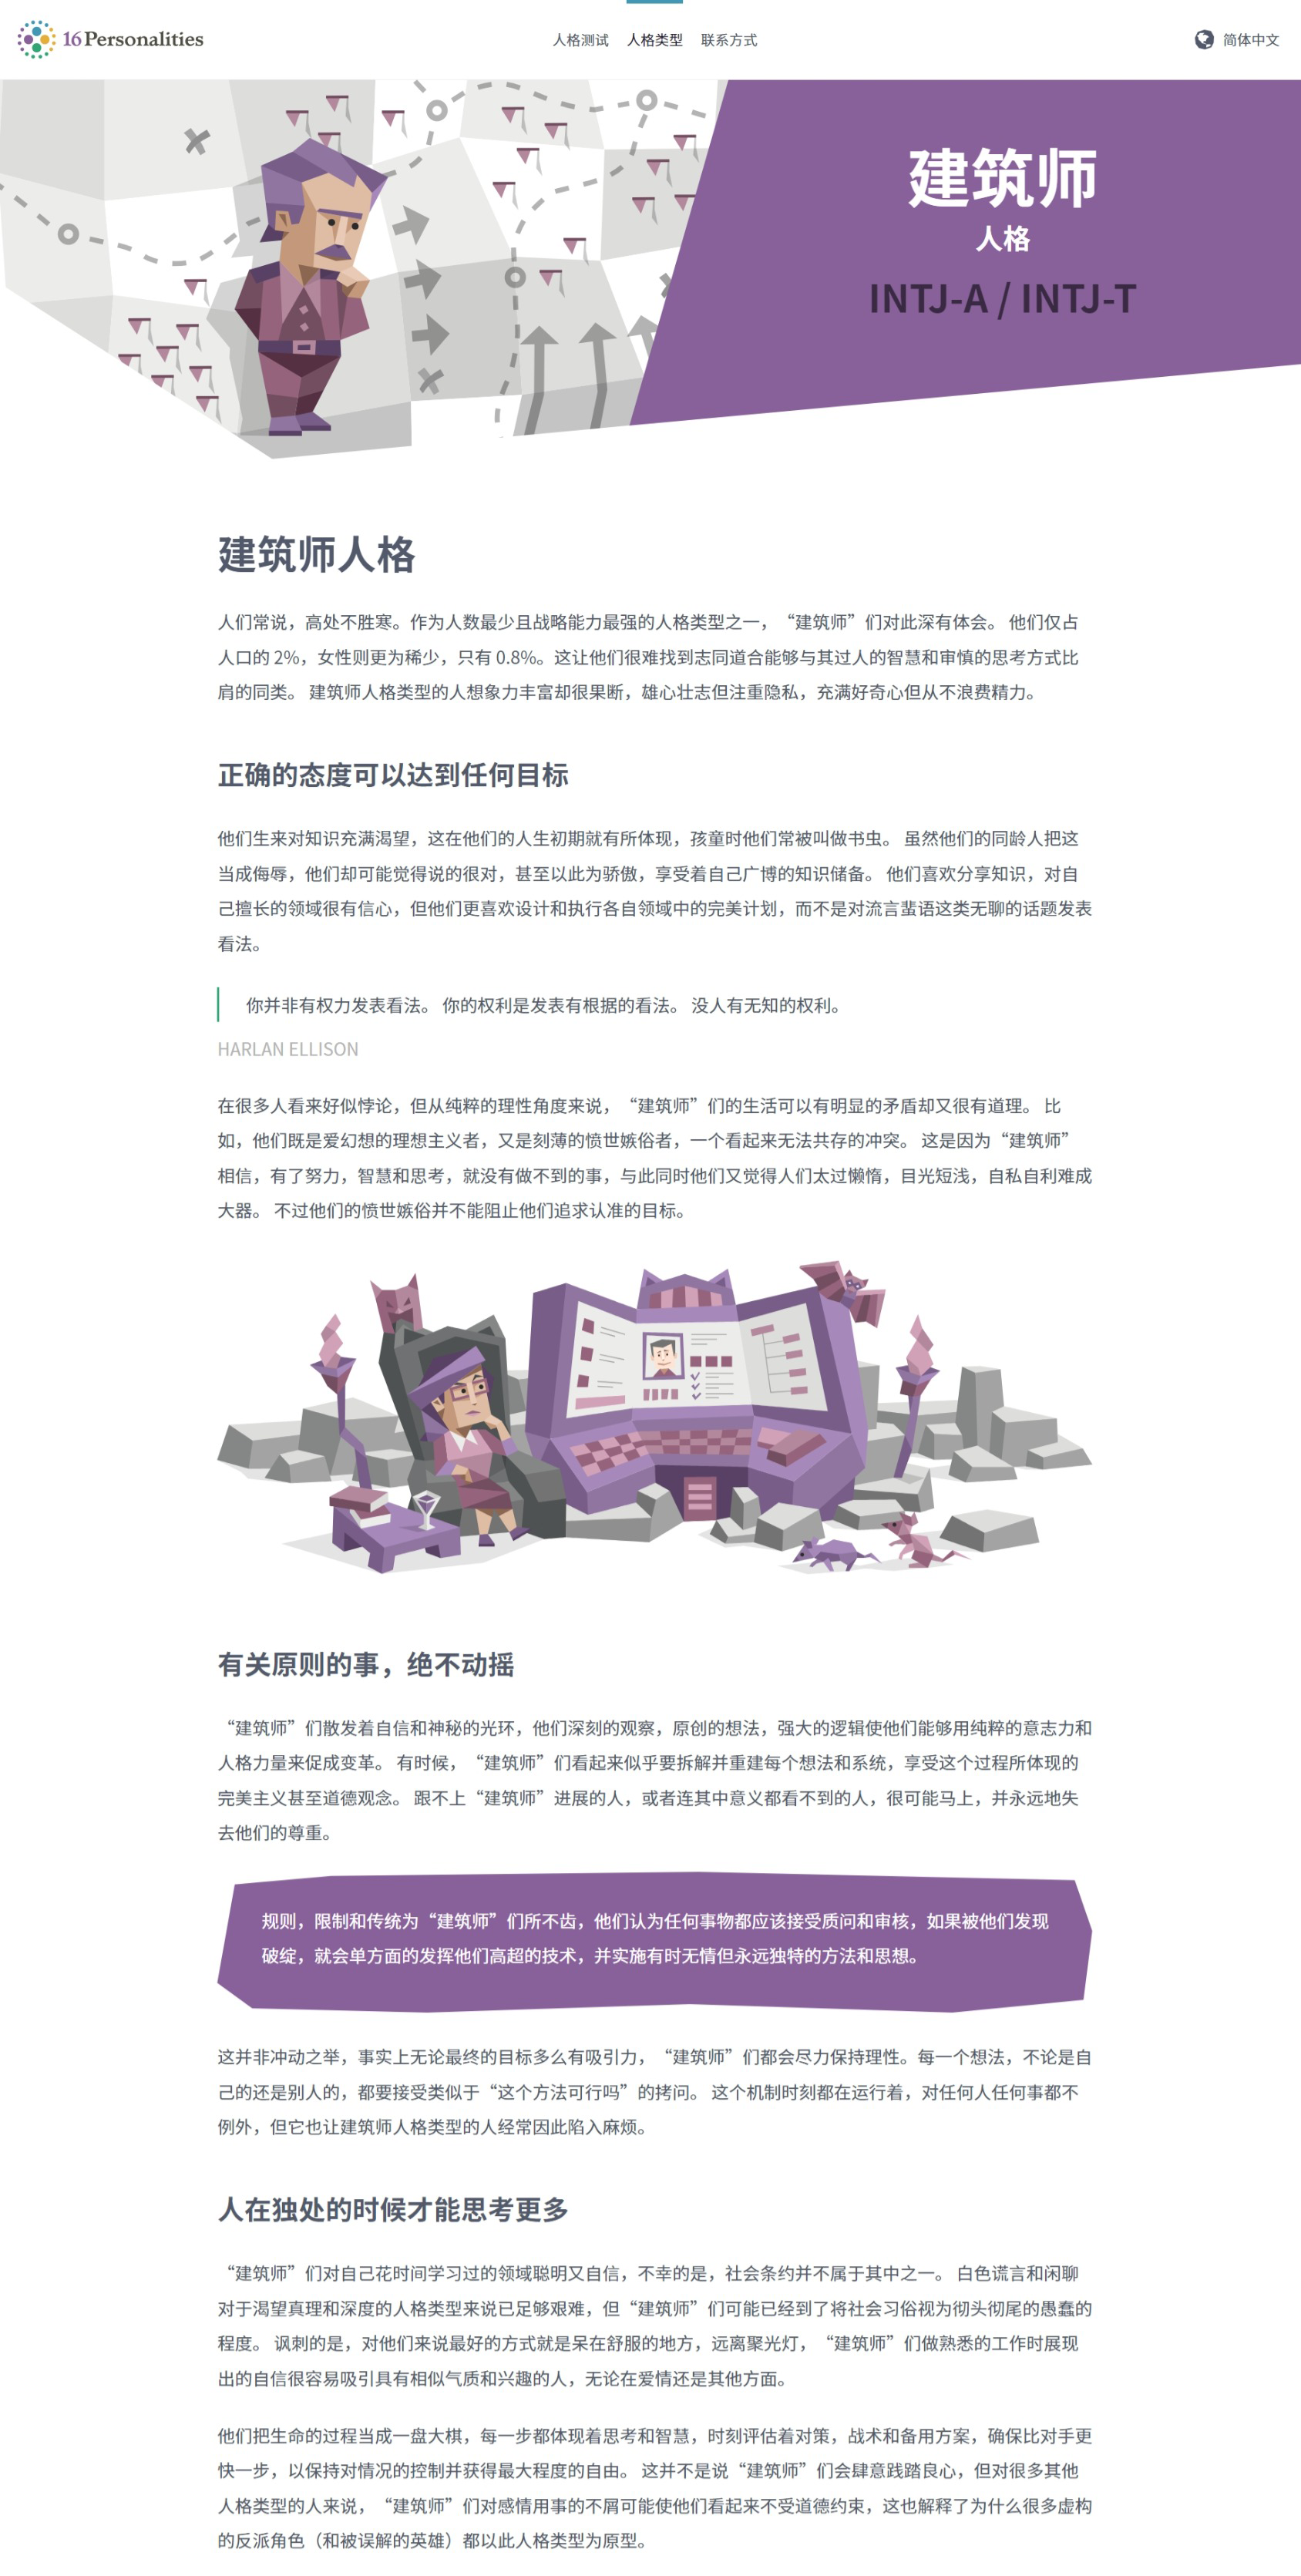 16Personalities
人格测试 人格类型 联系方式
简体中文
建筑师
人格
INTJ-A / INTJ-T
建筑师人格
人们常说，高处不胜寒。作为人数最少且战略能力最强的人格类型之一，“建筑师”们对此深有体会。 他们仅占
人口的 2%，女性则更为稀少，只有 0.8%。这让他们很难找到志同道合能够与其过人的智慧和审慎的思考方式比
肩的同类。 建筑师人格类型的人想象力丰富却很果断，雄心壮志但注重隐私，充满好奇心但从不浪费精力。
正确的态度可以达到任何目标
他们生来对知识充满渴望，这在他们的人生初期就有所体现，孩童时他们常被叫做书虫。 虽然他们的同龄人把这
当成侮辱，他们却可能觉得说的很对，甚至以此为骄傲，享受着自己广博的知识储备。 他们喜欢分享知识，对自
己擅长的领域很有信心，但他们更喜欢设计和执行各自领域中的完美计划，而不是对流言蜚语这类无聊的话题发表
看法。
你并非有权力发表看法。 你的权利是发表有根据的看法。 没人有无知的权利。
HARLAN ELLISON
在很多人看来好似悖论，但从纯粹的理性角度来说，“建筑师”们的生活可以有明显的矛盾却又很有道理。 比
如，他们既是爱幻想的理想主义者，又是刻薄的愤世嫉俗者，一个看起来无法共存的冲突。 这是因为“建筑师”
相信，有了努力，智慧和思考，就没有做不到的事，与此同时他们又觉得人们太过懒惰，目光短浅，自私自利难成
大器。 不过他们的愤世嫉俗并不能阻止他们追求认准的目标。
有关原则的事，绝不动摇
“建筑师”们散发着自信和神秘的光环，他们深刻的观察，原创的想法，强大的逻辑使他们能够用纯粹的意志力和
人格力量来促成变革。 有时候，“建筑师”们看起来似乎要拆解并重建每个想法和系统，享受这个过程所体现的
完美主义甚至道德观念。 跟不上“建筑师”进展的人，或者连其中意义都看不到的人，很可能马上，并永远地失
去他们的尊重。
规则，限制和传统为“建筑师”们所不齿，他们认为任何事物都应该接受质问和审核，如果被他们发现
破绽，就会单方面的发挥他们高超的技术，并实施有时无情但永远独特的方法和思想。
这并非冲动之举，事实上无论最终的目标多么有吸引力，“建筑师”们都会尽力保持理性。每一个想法，不论是自
己的还是别人的，都要接受类似于“这个方法可行吗”的拷问。 这个机制时刻都在运行着，对任何人任何事都不
例外，但它也让建筑师人格类型的人经常因此陷入麻烦。
人在独处的时候才能思考更多
“建筑师”们对自己花时间学习过的领域聪明又自信，不幸的是，社会条约并不属于其中之一。 白色谎言和闲聊
对于渴望真理和深度的人格类型来说已足够艰难，但“建筑师”们可能已经到了将社会习俗视为彻头彻尾的愚蠢的
程度。 讽刺的是，对他们来说最好的方式就是呆在舒服的地方，远离聚光灯，“建筑师”们做熟悉的工作时展现
出的自信很容易吸引具有相似气质和兴趣的人，无论在爱情还是其他方面。
他们把生命的过程当成一盘大棋，每一步都体现着思考和智慧，时刻评估着对策，战术和备用方案，确保比对手更
快一步，以保持对情况的控制并获得最大程度的自由。 这并不是说“建筑师”们会肆意践踏良心，但对很多其他
人格类型的人来说，“建筑师”们对感情用事的不屑可能使他们看起来不受道德约束，这也解释了为什么很多虚构
的反派角色（和被误解的英雄）都以此人格类型为原型。